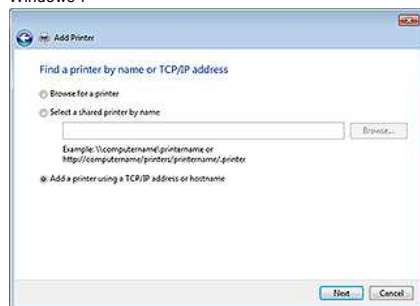 Add Printer
Find a printer by name or TCP/IP address
Browse for a printer
Select a shared printer by name
Browse...
Example: \\computername\printername or
http://computername/printers/printername/.printer
Add a printer using a TCP/IP address or hostname
Next
Cancel